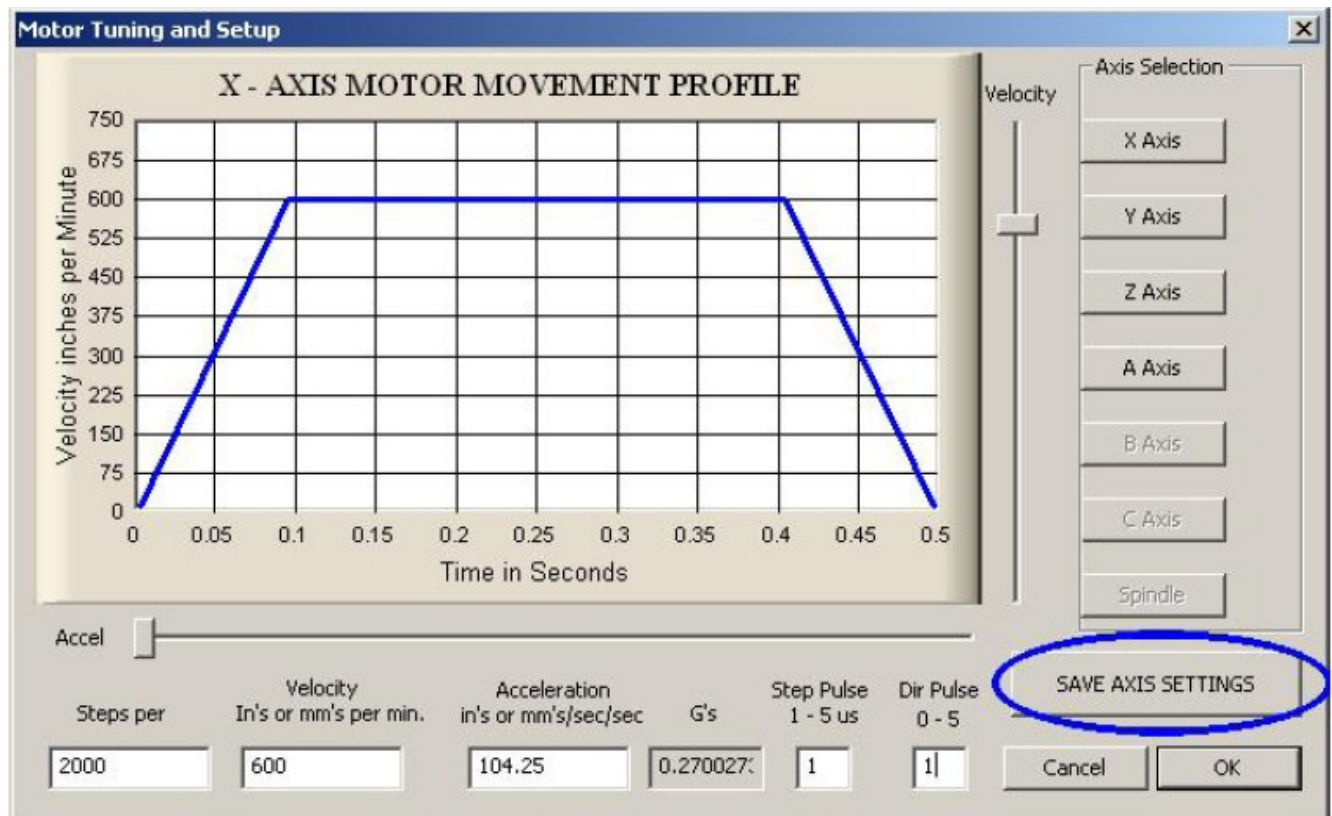 Motor Tuning and Setup
X - AXIS MOTOR MOVEMENT PROFILE
Velocity inches per Minute
750
675
600
525
450
375
300
225
150
75
0
0 0.05 0.1 0.15 0.2 0.25 0.3 0.35 0.4 0.45 0.5
Time in Seconds
Velocity
Axis Selection
X Axis
Y Axis
Z Axis
A Axis
B Axis
C Axis
Spindle
Accel
SAVE AXIS SETTINGS
Steps per
Velocity
In's or mm's per min.
Acceleration
in's or mm's/sec/sec
G's
Step Pulse
1 - 5 us
Dir Pulse
0 - 5
2000
600
104.25
0.270027
1
1
Cancel
OK